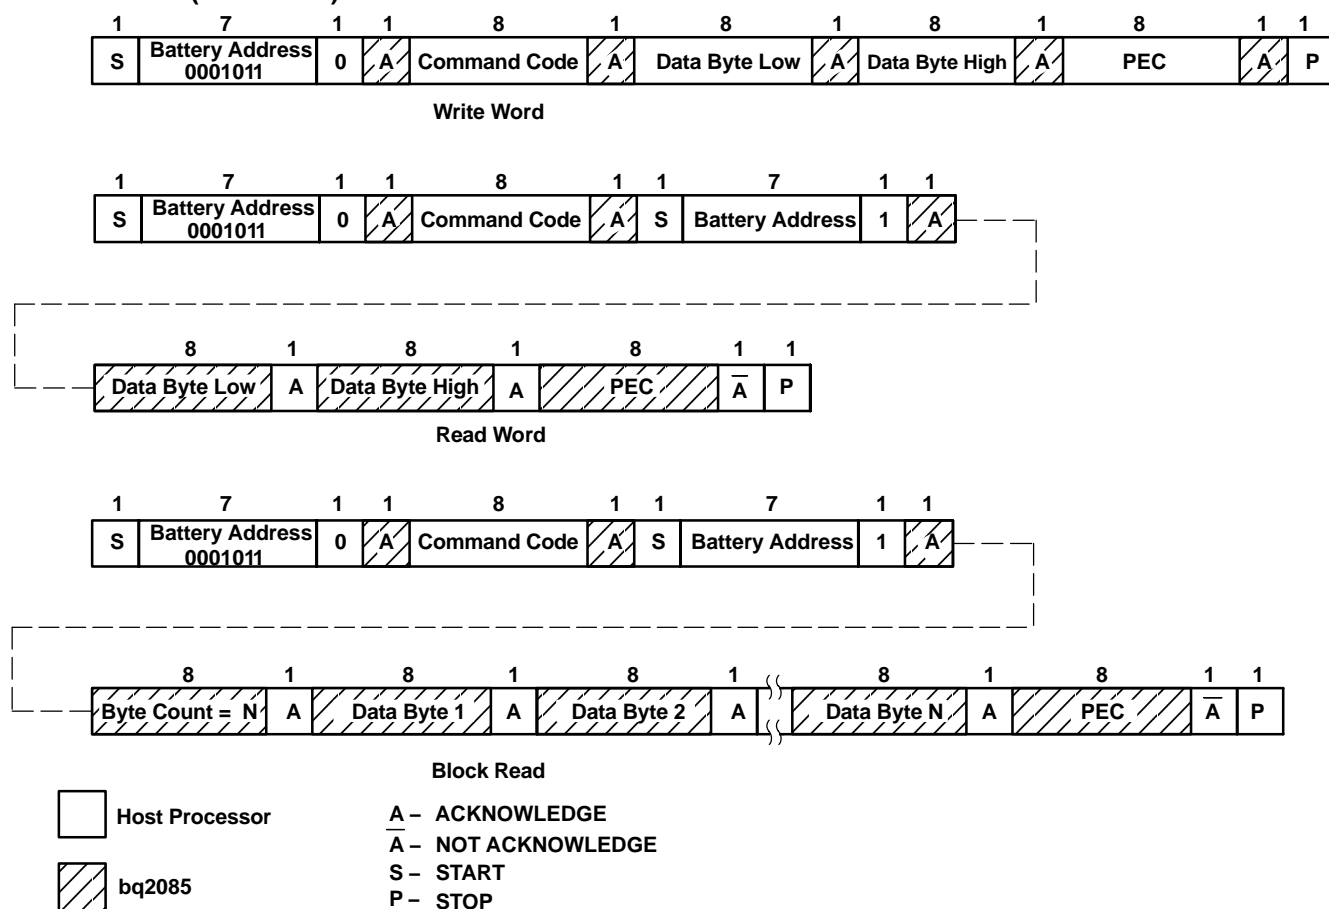 1 7 1 1 8 1 8 1 8 1 8 1 1
S Battery Address 0 A Command Code A Data Byte Low A Data Byte High A PEC A P
0001011
Write Word
1 7 1 1 8 1 1 7 1 1
S Battery Address 0 A Command Code A S Battery Address 1 A
0001011
8 1 8 1 8 1 1
Data Byte Low A Data Byte High A PEC A̅ P
Read Word
1 7 1 1 8 1 1 7 1 1
S Battery Address 0 A Command Code A S Battery Address 1 A
0001011
8 1 8 1 8 1 8 1 8 1 1
Byte Count = N A Data Byte 1 A Data Byte 2 A Data Byte N A PEC A̅ P
Block Read
Host Processor
bq2085
A – ACKNOWLEDGE
A̅ – NOT ACKNOWLEDGE
S – START
P – STOP